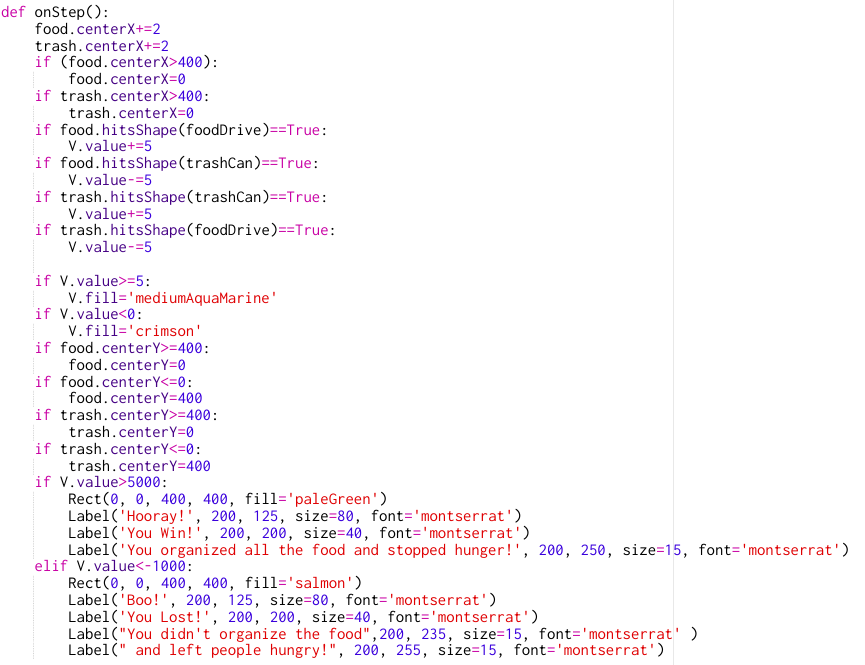 def onStep():
    food.centerX+=2
    trash.centerX+=2
    if (food.centerX>400):
        food.centerX=0
    if trash.centerX>400:
        trash.centerX=0
    if food.hitsShape(foodDrive)==True:
        V.value+=5
    if food.hitsShape(trashCan)==True:
        V.value-=5
    if trash.hitsShape(trashCan)==True:
        V.value+=5
    if trash.hitsShape(foodDrive)==True:
        V.value-=5

    if V.value>=5:
        V.fill='mediumAquaMarine'
    if V.value<0:
        V.fill='crimson'
    if food.centerY>=400:
        food.centerY=0
    if food.centerY<=0:
        food.centerY=400
    if trash.centerY>=400:
        trash.centerY=0
    if trash.centerY<=0:
        trash.centerY=400
    if V.value>5000:
        Rect(0, 0, 400, 400, fill='paleGreen')
        Label('Hooray!', 200, 125, size=80, font='montserrat')
        Label('You Win!', 200, 200, size=40, font='montserrat')
        Label('You organized all the food and stopped hunger!', 200, 250, size=15, font='montserrat')
    elif V.value<-1000:
        Rect(0, 0, 400, 400, fill='salmon')
        Label('Boo!', 200, 125, size=80, font='montserrat')
        Label('You Lost!', 200, 200, size=40, font='montserrat')
        Label("You didn't organize the food",200, 235, size=15, font='montserrat' )
        Label(" and left people hungry!", 200, 255, size=15, font='montserrat')